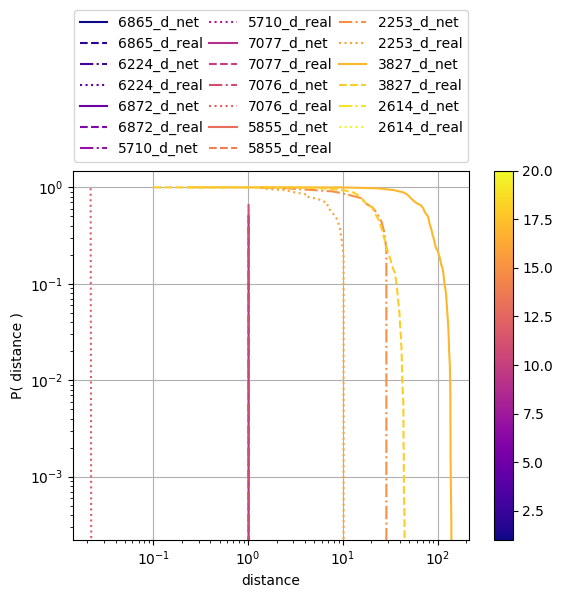 6865_d_net 5710_d_real 2253_d_net
6865_d_real 7077_d_net 2253_d_real
6224_d_net 7077_d_real 3827_d_net
6224_d_real 7076_d_net 3827_d_real
6872_d_net 7076_d_real 2614_d_net
6872_d_real 5855_d_net 2614_d_real
5710_d_net 5855_d_real
P( distance )
10⁰
10⁻¹
10⁻²
10⁻³
10⁻¹ 10⁰ 10¹ 10²
distance
20.0
17.5
15.0
12.5
10.0
7.5
5.0
2.5